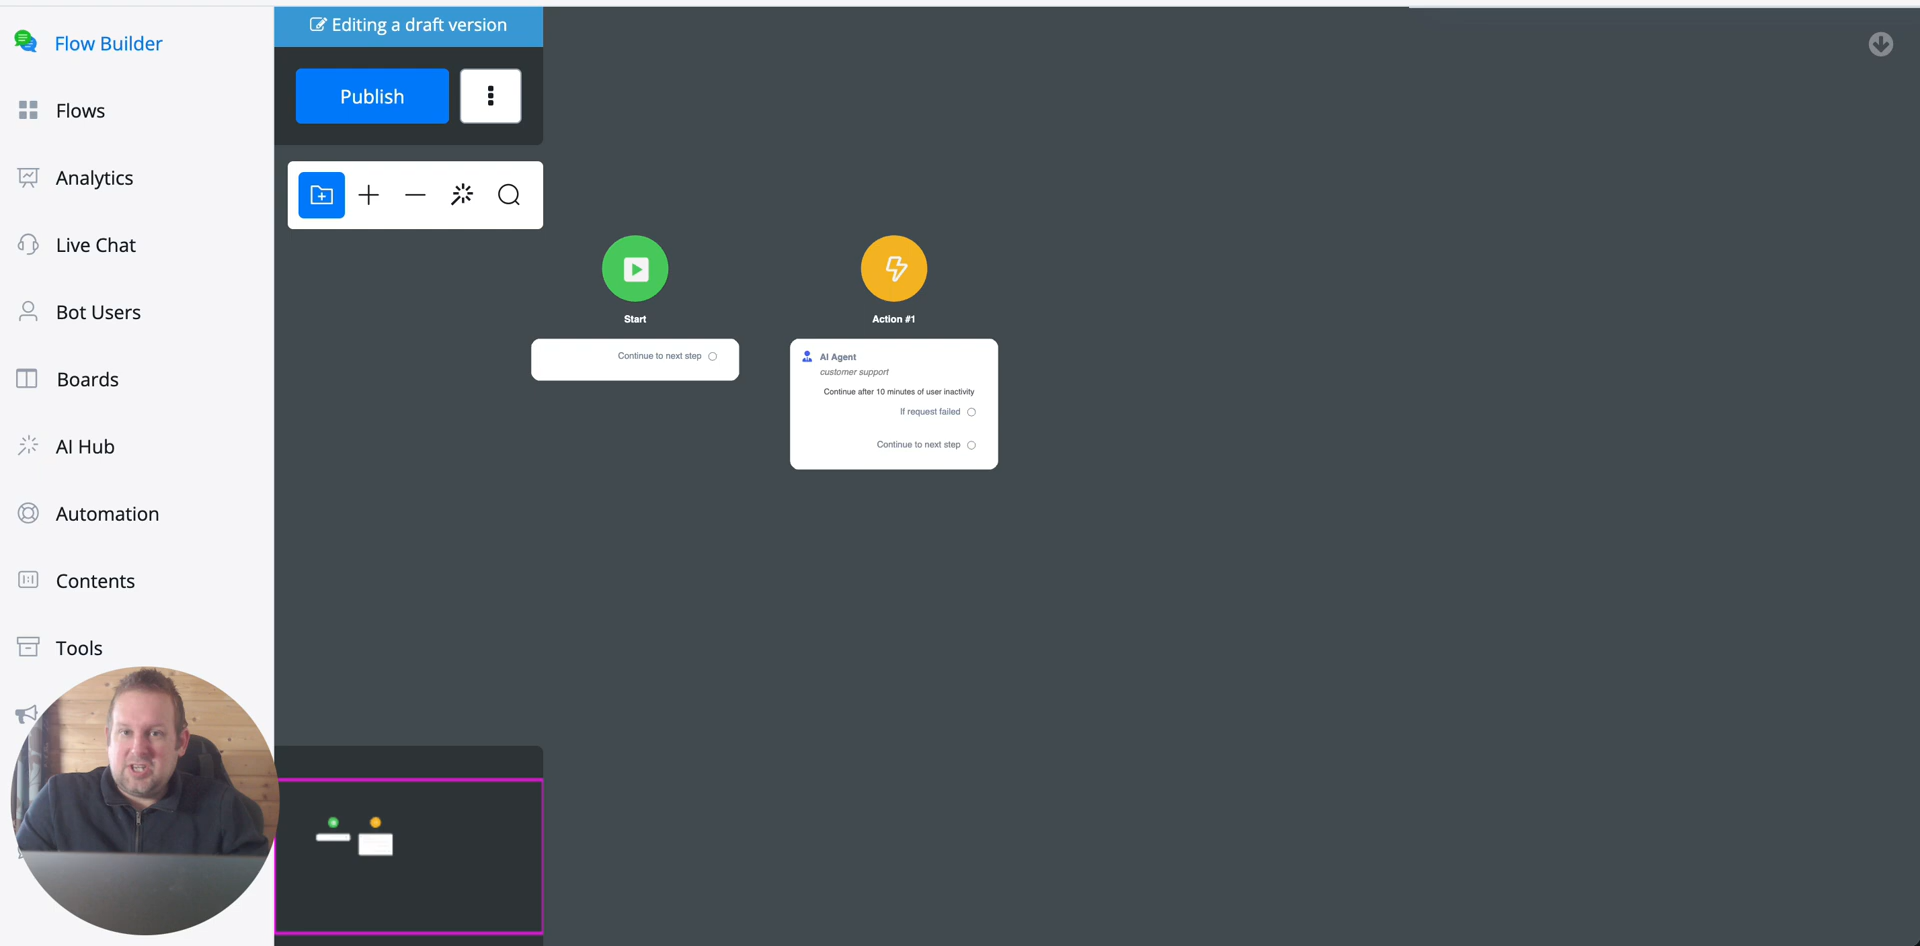 Flow Builder
Flows
Analytics
Live Chat
Bot Users
Boards
AI Hub
Automation
Contents
Tools
Editing a draft version
Publish
Start
Continue to next step
Action #1
AI Agent
customer support
Continue after 10 minutes of user inactivity
If request failed
Continue to next step